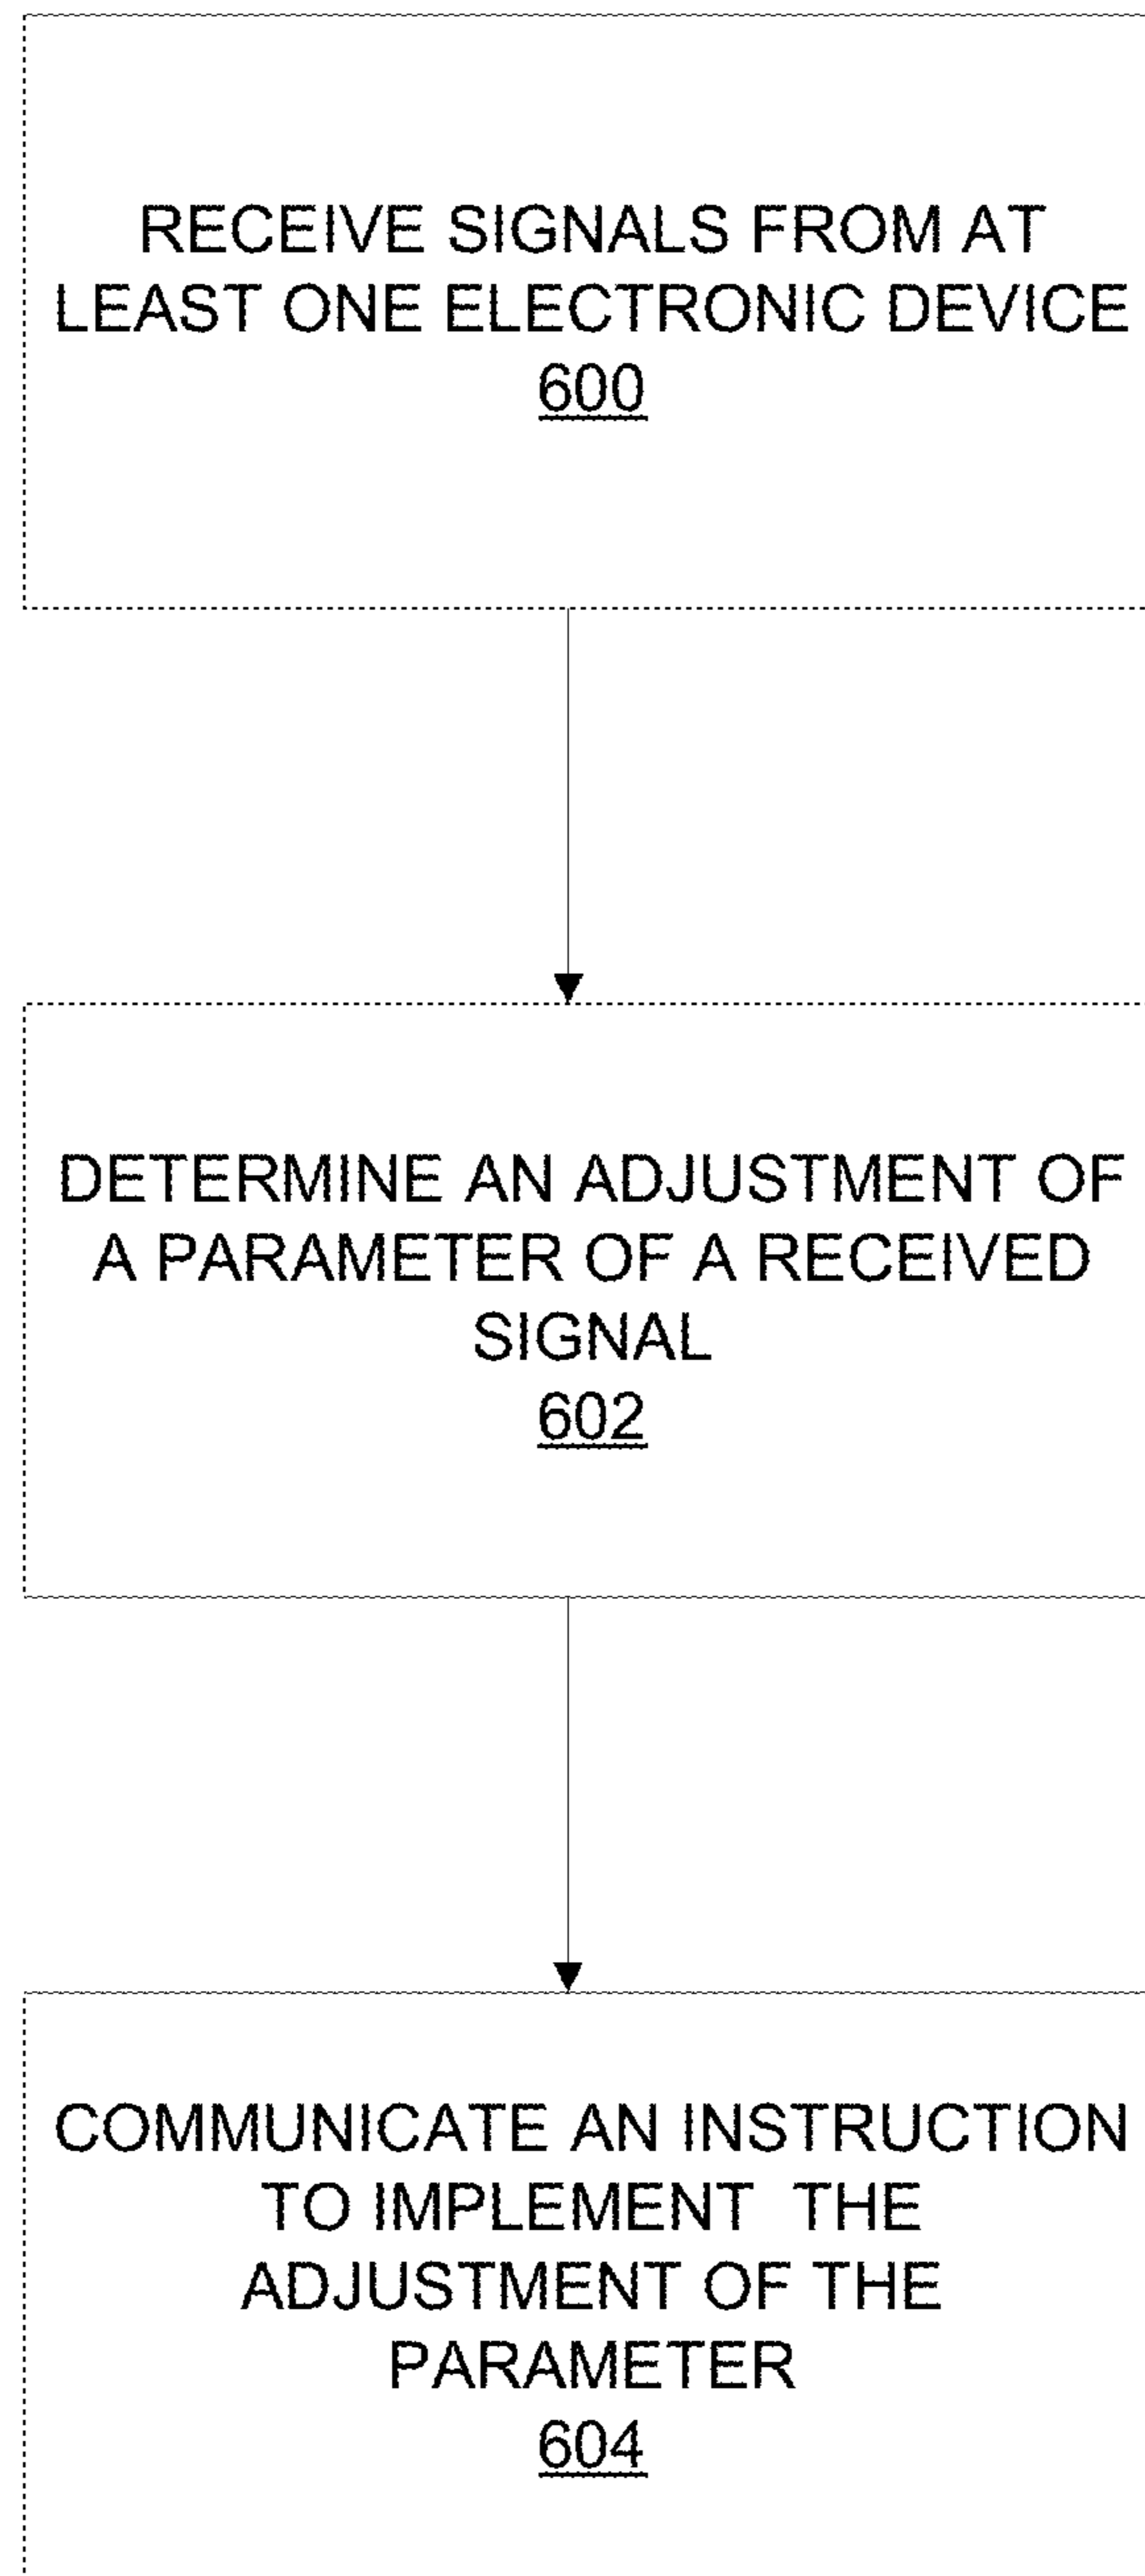 RECEIVE SIGNALS FROM AT
LEAST ONE ELECTRONIC DEVICE
600
DETERMINE AN ADJUSTMENT OF
A PARAMETER OF A RECEIVED
SIGNAL
602
COMMUNICATE AN INSTRUCTION
TO IMPLEMENT THE
ADJUSTMENT OF THE
PARAMETER
604